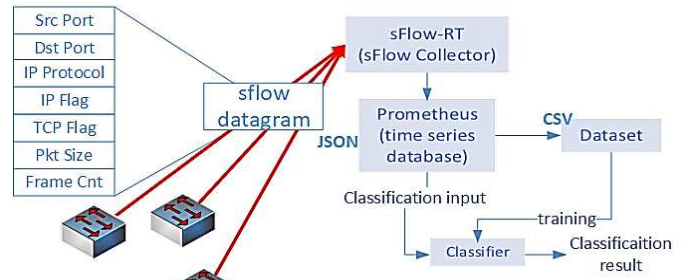 Src Port
Dst Port
IP Protocol
IP Flag
TCP Flag
Pkt Size
Frame Cnt
sflow
datagram
sFlow-RT
(sFlow Collector)
JSON
Prometheus
(time series
database)
CSV
Dataset
Classification input
training
Classifier
Classificaition
result